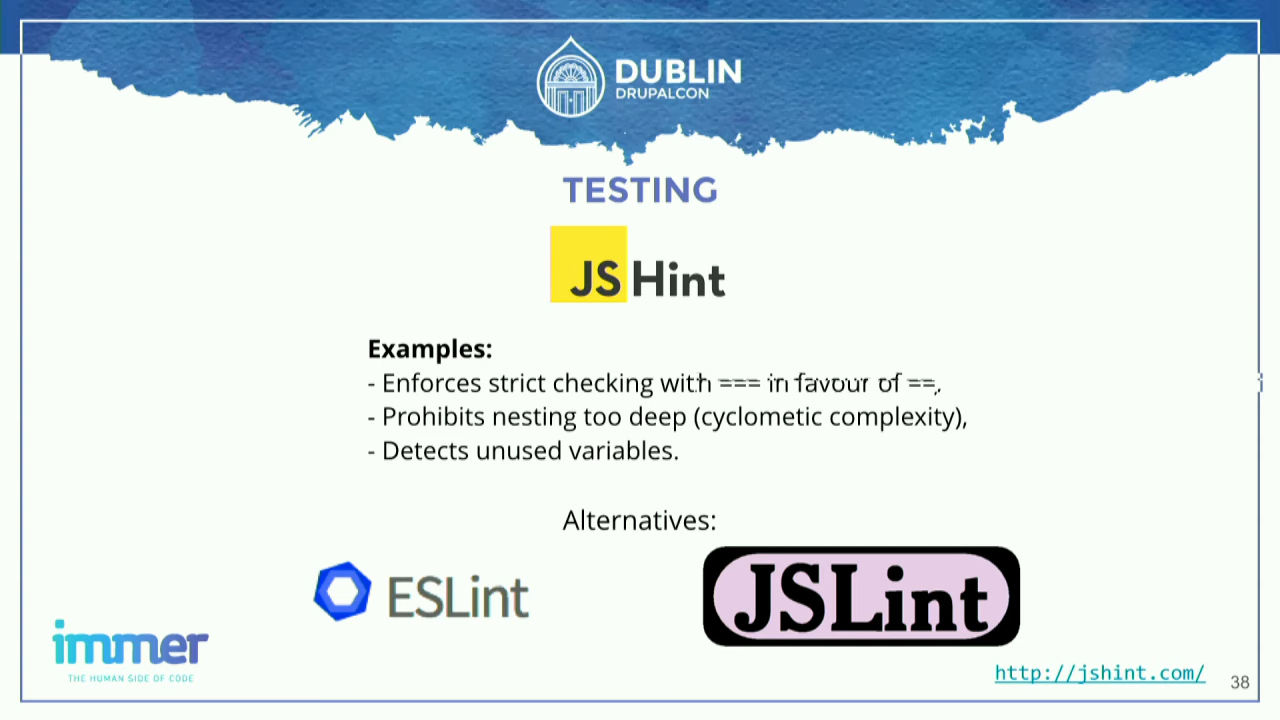 DUBLIN
DRUPALCON
TESTING
JS Hint
Examples:
- Enforces strict checking with === in favour of ==,
- Prohibits nesting too deep (cyclometic complexity),
- Detects unused variables.
Alternatives:
ESLint
JSLint
immer
THE HUMAN SIDE OF CODE
http://jshint.com/
38